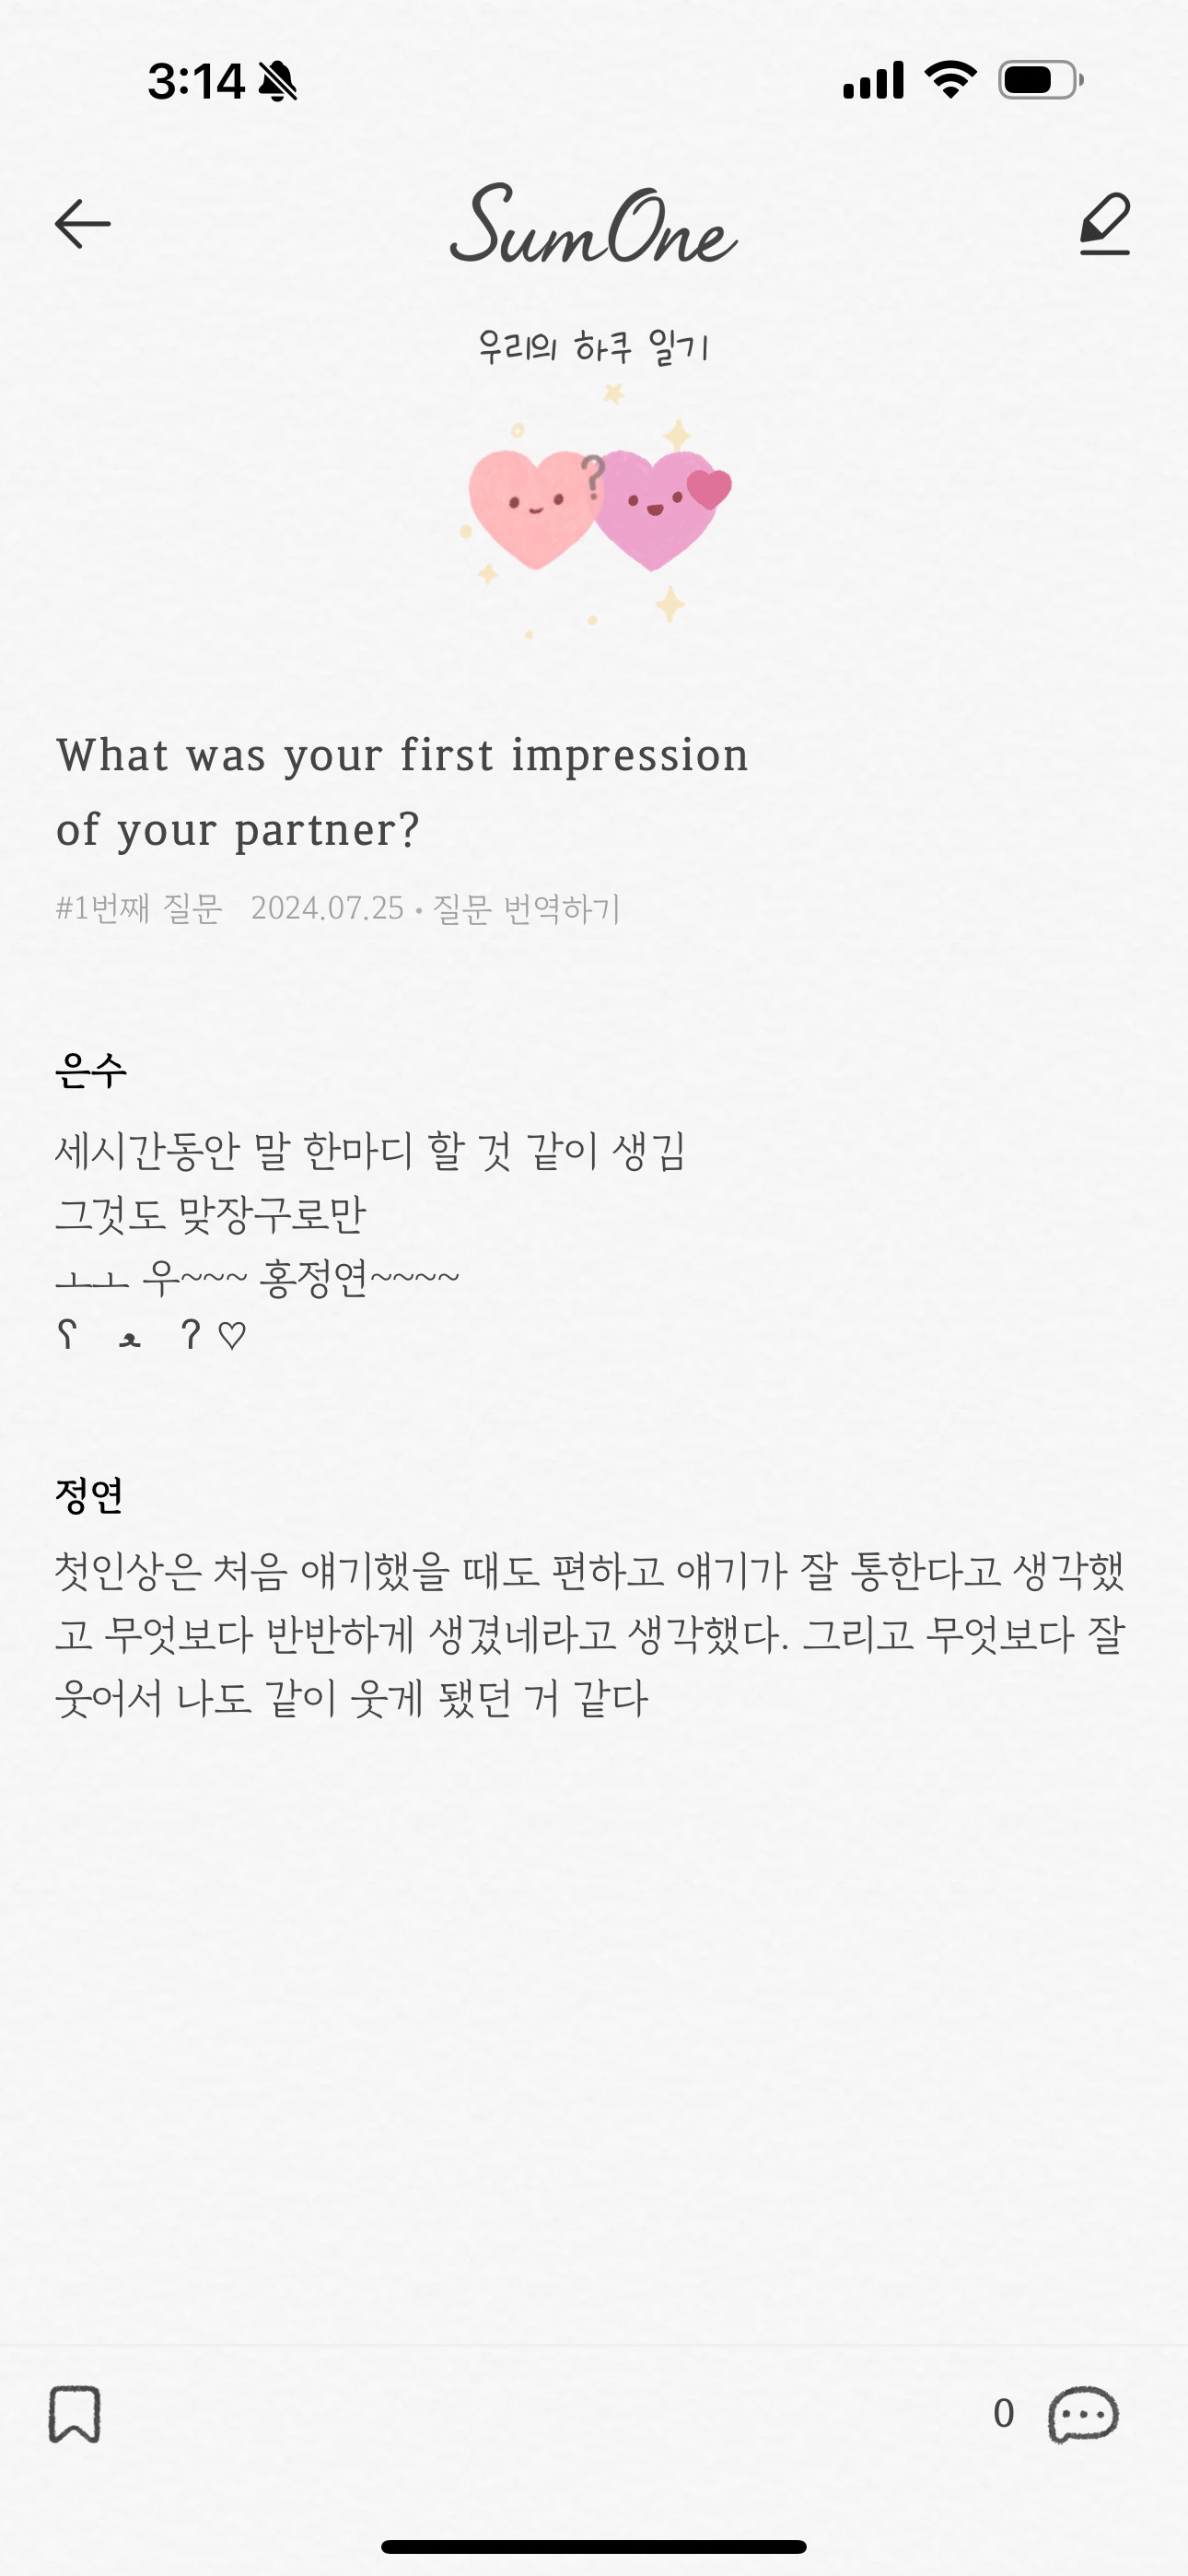 3:14
SumOne
우리의 하쿠 일기
?
What was your first impression
of your partner?
#1번째 질문 2024.07.25 • 질문 번역하기
은수
세시간동안 말 한마디 할 것 같이 생김
그것도 맞장구로만
ㅗㅗ 우~~~ 홍정연~~~~
ʕ ﻌ ʔ ♡
정연
첫인상은 처음 얘기했을 때도 편하고 얘기가 잘 통한다고 생각했
고 무엇보다 반반하게 생겼네라고 생각했다. 그리고 무엇보다 잘
웃어서 나도 같이 웃게 됐던 거 같다
0